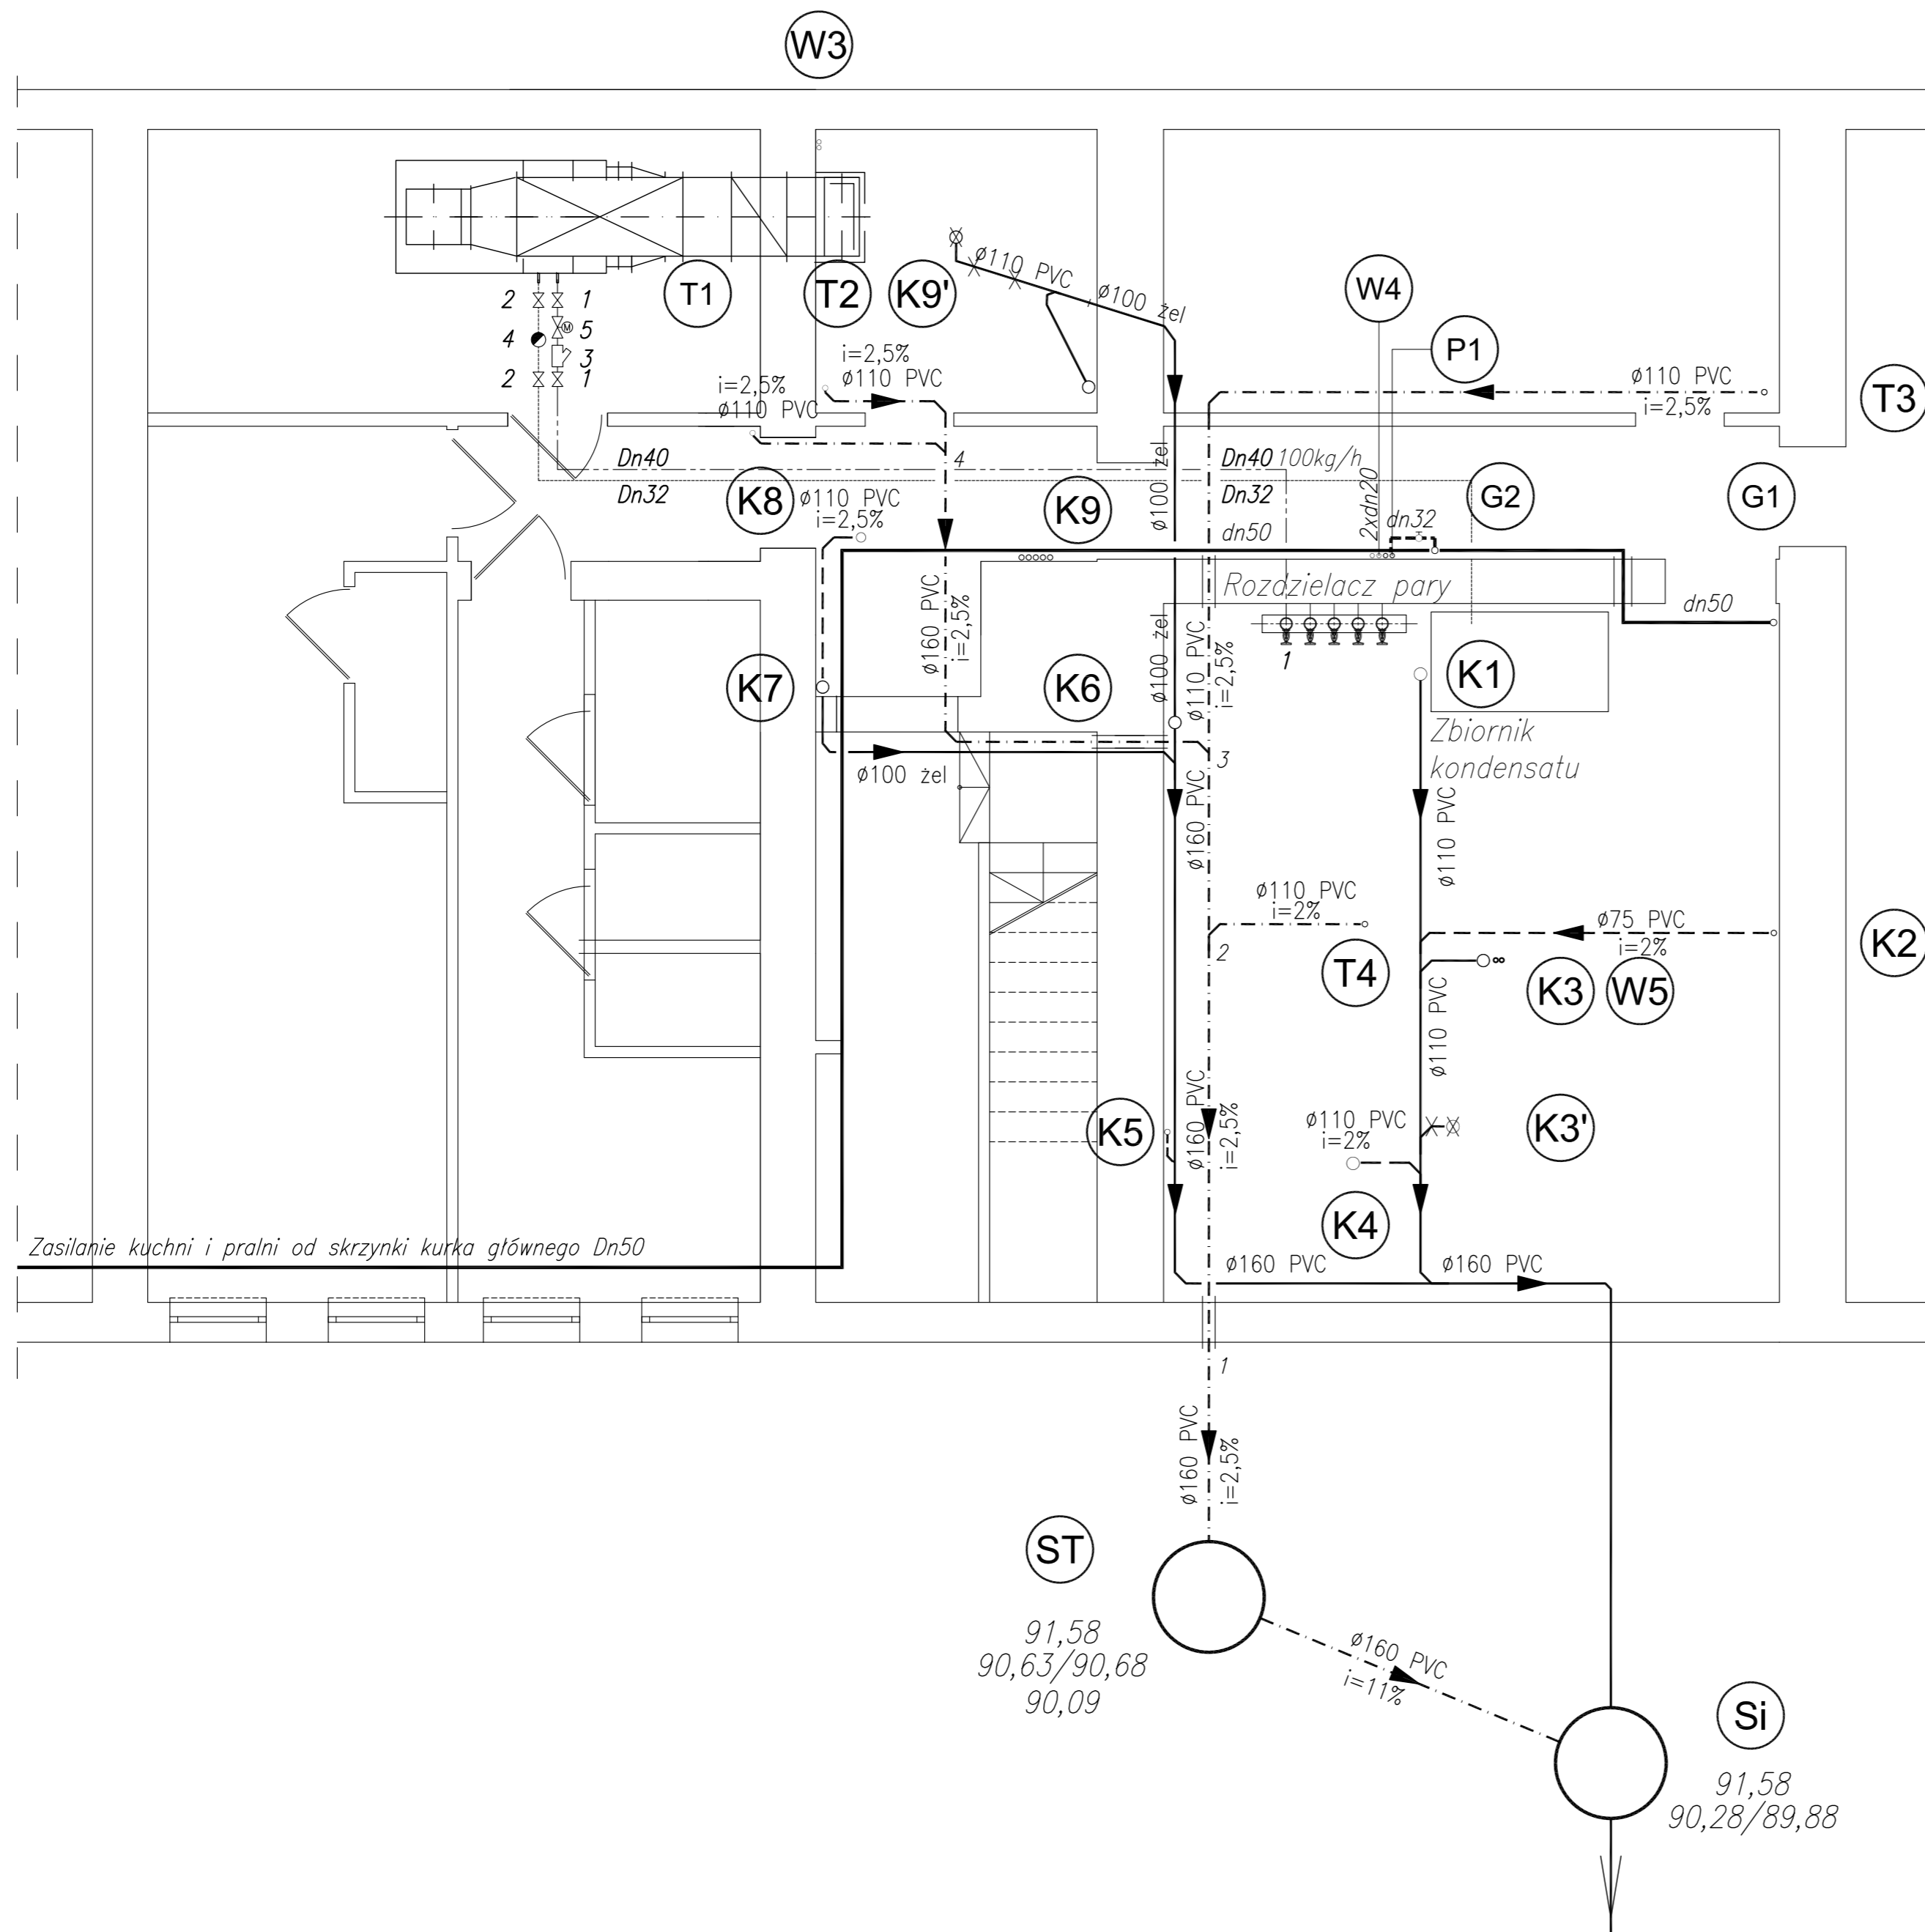 W3
T1
T2
K9'
ø110 PVC
ø100 żel
W4
P1
2
1
4
5
M
3
2
1
i=2,5%
ø110 PVC
i=2,5%
ø110 PVC
ø110 PVC
i=2,5%
T3
4
Dn40
Dn32
K8
ø110 PVC
i=2,5%
K9
ø100 żel
Dn40 100kg/h
Dn32
dn50
2xdn20
dn32
G2
G1
Rozdzielacz pary
dn50
ø160 PVC
i=2,5%
ø100 żel
ø110 PVC
i=2,5%
1
K7
K6
K1
Zbiornik
kondensatu
ø100 żel
3
ø160 PVC
ø110 PVC
ø110 PVC
i=2%
2
T4
ø75 PVC
i=2%
K2
K3
W5
ø110 PVC
K5
ø160 PVC
i=2,5%
ø110 PVC
i=2%
K3'
K4
Zasilanie kuchni i pralni od skrzynki kurka głównego Dn50
ø160 PVC
ø160 PVC
1
ø160 PVC
i=2,5%
ST
91,58
90,63/90,68
90,09
ø160 PVC
i=11%
Si
91,58
90,28/89,88